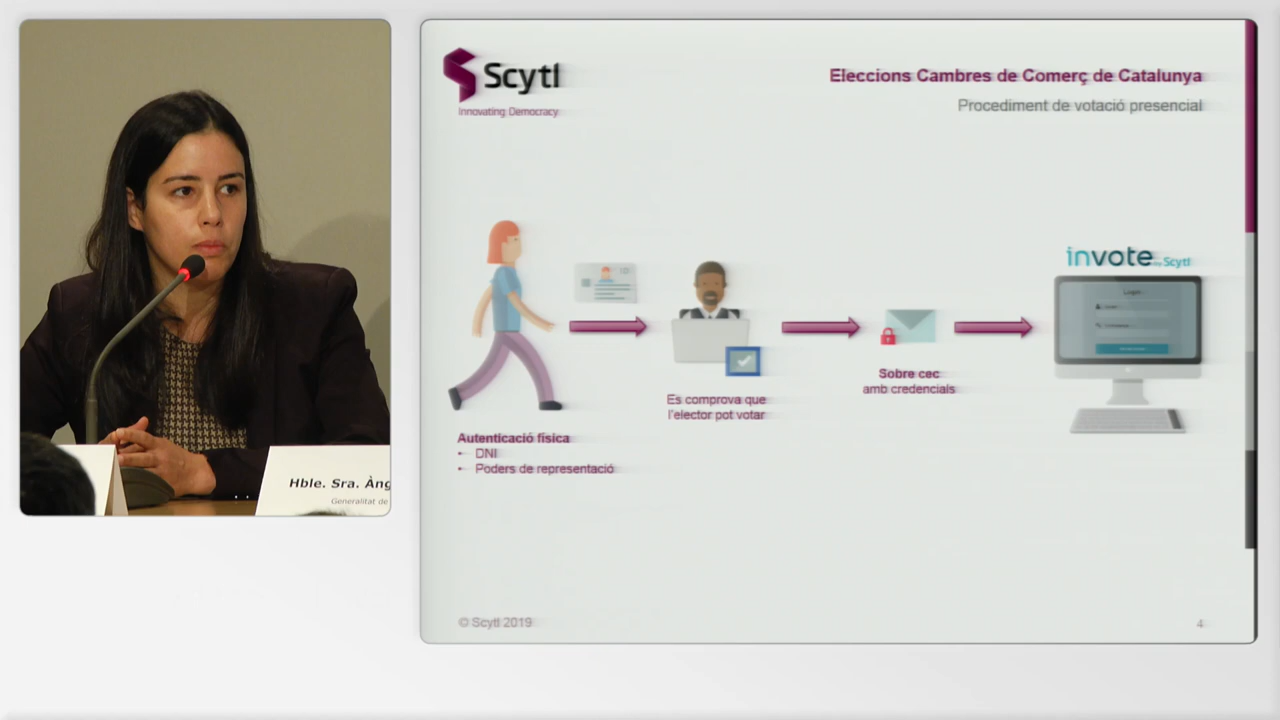 Hble. Sra. Àng
Generalitat de
Scytl
Innovating Democracy
Eleccions Cambres de Comerç de Catalunya
Procediment de votació presencial
invote by Scytl
Login
Es comprova que
l'elector pot votar
Sobre cec
amb credencials
Autenticació física
• DNI
• Poders de representació
© Scytl 2019
4